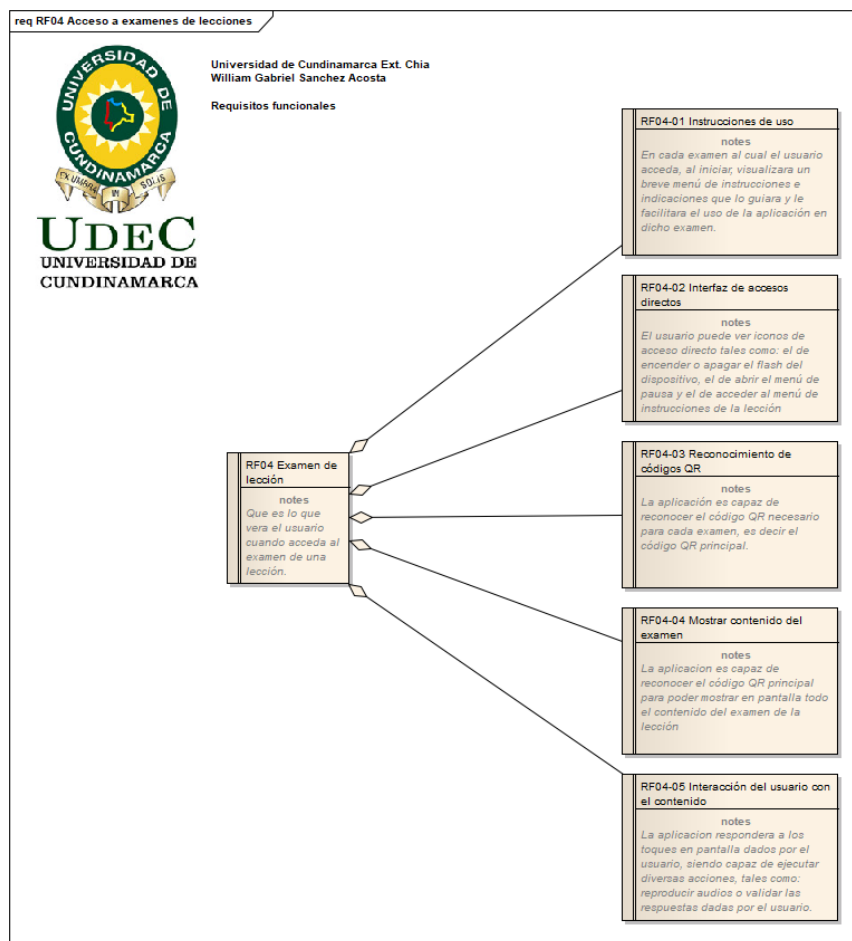 req RF04 Acceso a examenes de lecciones
UNIVERSIDAD DE
CUNDINAMARCA
EX UMBRA IN SOLIS
UDEC
UNIVERSIDAD DE
CUNDINAMARCA
Universidad de Cundinamarca Ext. Chia
William Gabriel Sanchez Acosta
Requisitos funcionales
RF04 Examen de
lección
notes
Que es lo que
vera el usuario
cuando acceda al
examen de una
lección.
RF04-01 Instrucciones de uso
notes
En cada examen al cual el usuario
acceda, al iniciar, visualizara un
breve menú de instrucciones e
indicaciones que lo guiara y le
facilitara el uso de la aplicación en
dicho examen.
RF04-02 Interfaz de accesos
directos
notes
El usuario puede ver iconos de
acceso directo tales como: el de
encender o apagar el flash del
dispositivo, el de abrir el menú de
pausa y el de acceder al menú de
instrucciones de la lección
RF04-03 Reconocimiento de
códigos QR
notes
La aplicación es capaz de
reconocer el código QR necesario
para cada examen, es decir el
código QR principal.
RF04-04 Mostrar contenido del
examen
notes
La aplicacion es capaz de
reconocer el código QR principal
para poder mostrar en pantalla todo
el contenido del examen de la
lección
RF04-05 Interacción del usuario con
el contenido
notes
La aplicacion respondera a los
toques en pantalla dados por el
usuario, siendo capaz de ejecutar
diversas acciones, tales como:
reproducir audios o validar las
respuestas dadas por el usuario.